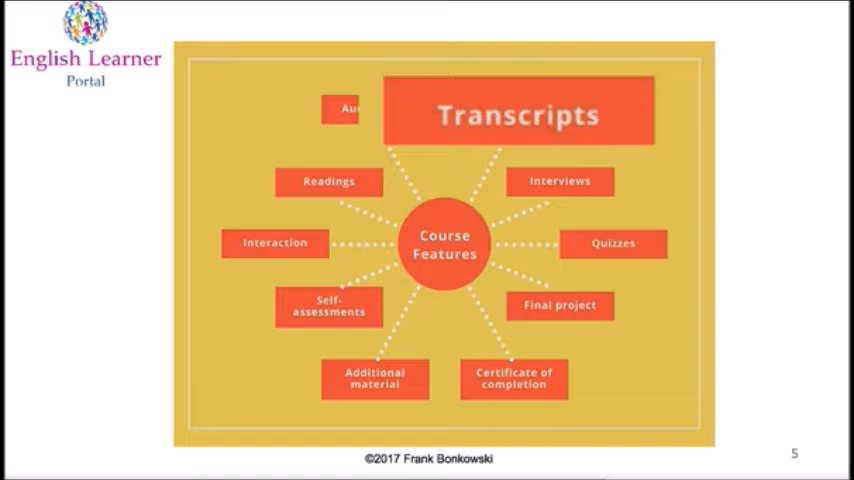 English Learner
Portal
Transcripts
Readings
Interviews
Interaction
Course
Features
Quizzes
Self-
assessments
Final project
Additional
material
Certificate of
completion
©2017 Frank Bonkowski
5